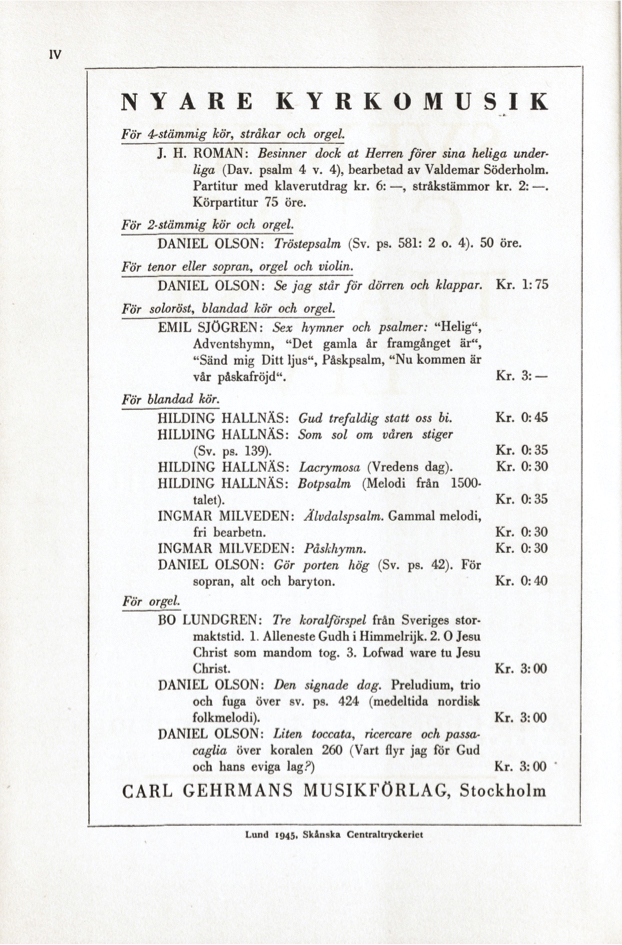 IV
NYARE KYRKOMUSIK
För 4-stämmig kör, stråkar och orgel.
J. H. ROMAN: Besinner dock at Herren förer sina heliga under-
liga (Dav. psalm 4 v. 4), bearbetad av Valdemar Söderholm.
Partitur med klaverutdrag kr. 6: —, stråkstämmor kr. 2: —.
Körpartitur 75 öre.
För 2-stämmig kör och orgel.
DANIEL OLSON: Tröstepsalm (Sv. ps. 581: 2 o. 4). 50 öre.
För tenor eller sopran, orgel och violin.
DANIEL OLSON: Se jag står för dörren och klappar. Kr. 1: 75
För soloröst, blandad kör och orgel.
EMIL SJÖGREN: Sex hymner och psalmer: “Helig“,
Adventshymn, “Det gamla år framgånget är“,
“Sänd mig Ditt ljus“, Påskpsalm, “Nu kommen är
vår påskafröjd“. Kr. 3: —
För blandad kör.
HILDING HALLNÄS: Gud trefaldig statt oss bi. Kr. 0: 45
HILDING HALLNÄS: Som sol om våren stiger
(Sv. ps. 139). Kr. 0: 35
HILDING HALLNÄS: Lacrymosa (Vredens dag). Kr. 0: 30
HILDING HALLNÄS: Botpsalm (Melodi från 1500-
talet). Kr. 0: 35
INGMAR MILVEDEN: Älvdalspsalm. Gammal melodi,
fri bearbetn. Kr. 0: 30
INGMAR MILVEDEN: Påskhymn. Kr. 0: 30
DANIEL OLSON: Gör porten hög (Sv. ps. 42). För
sopran, alt och baryton. Kr. 0: 40
För orgel.
BO LUNDGREN: Tre koralförspel från Sveriges stor-
maktstid. 1. Alleneste Gudh i Himmelrijk. 2. O Jesu
Christ som mandom tog. 3. Lofwad ware tu Jesu
Christ. Kr. 3: 00
DANIEL OLSON: Den signade dag. Preludium, trio
och fuga över sv. ps. 424 (medeltida nordisk
folkmelodi). Kr. 3: 00
DANIEL OLSON: Liten toccata, ricercare och passa-
caglia över koralen 260 (Vart flyr jag för Gud
och hans eviga lag?) Kr. 3: 00
CARL GEHRMANS MUSIKFÖRLAG, Stockholm
Lund 1945, Skånska Centraltryckeriet